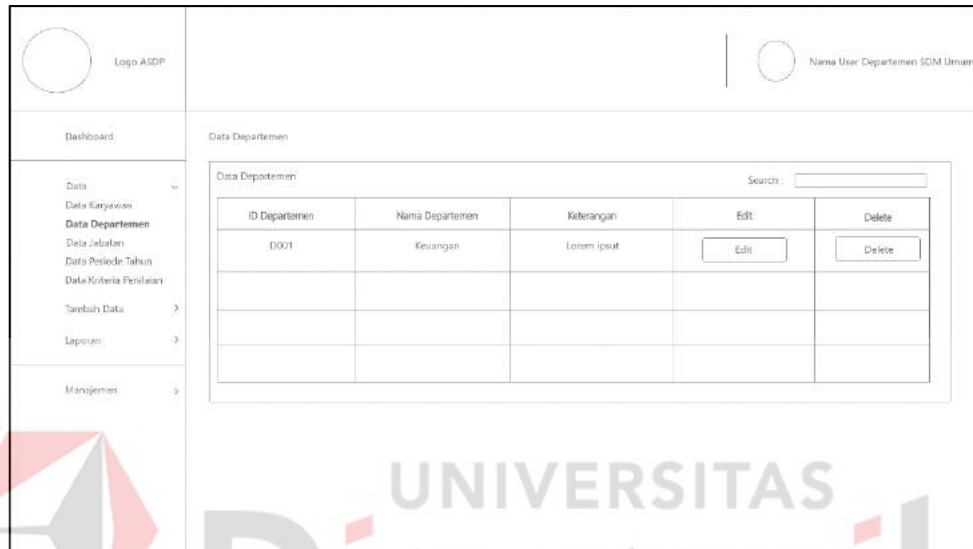 Logo ASDP
Nama User Departemen SDM Umum
Dashboard
Data Departemen
Data
Data Karyawan
Data Departemen
Data Jabatan
Data Periode Tahun
Data Kriteria Penilaian
Tambah Data
Laporan
Manajemen
Data Departemen
Search :
ID Departemen Nama Departemen Keterangan Edit Delete
D001 Keuangan Lorem ipsut Edit Delete
UNIVERSITAS